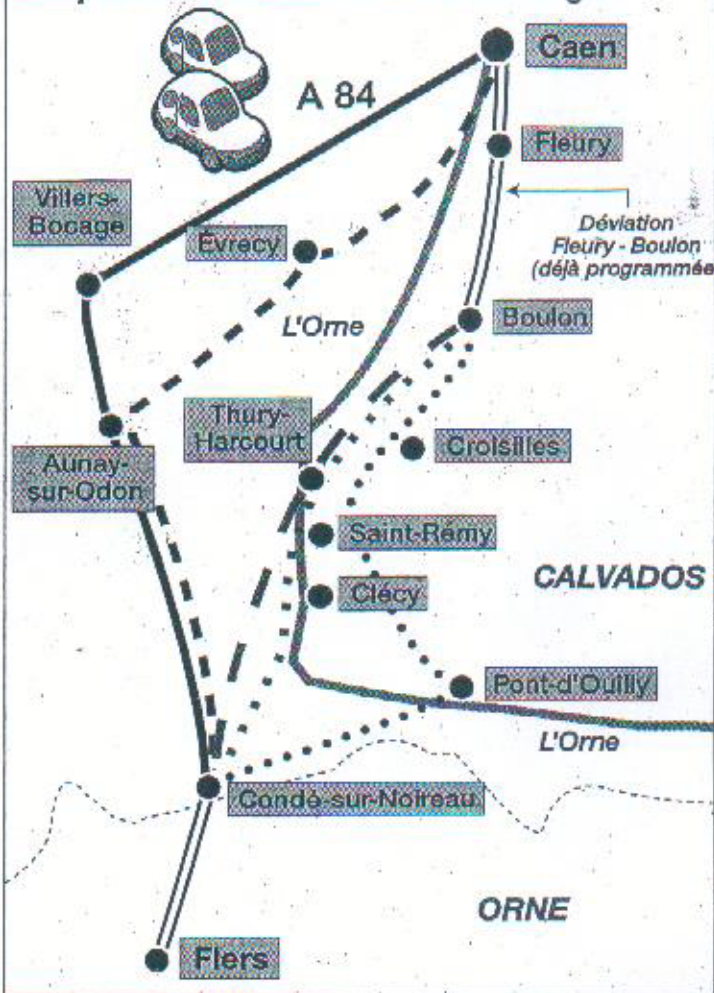 Caen
A 84
Fleury
Villers-
Bocage
Évrecy
Déviation
Fleury - Boulon
(déjà programmée
L'Orne
Boulon
Thury-
Harcourt
Croisilles
Aunay-
sur-Odon
Saint-Rémy
CALVADOS
Clécy
Pont-d'Ouilly
L'Orne
Condé-sur-Noireau
ORNE
Flers